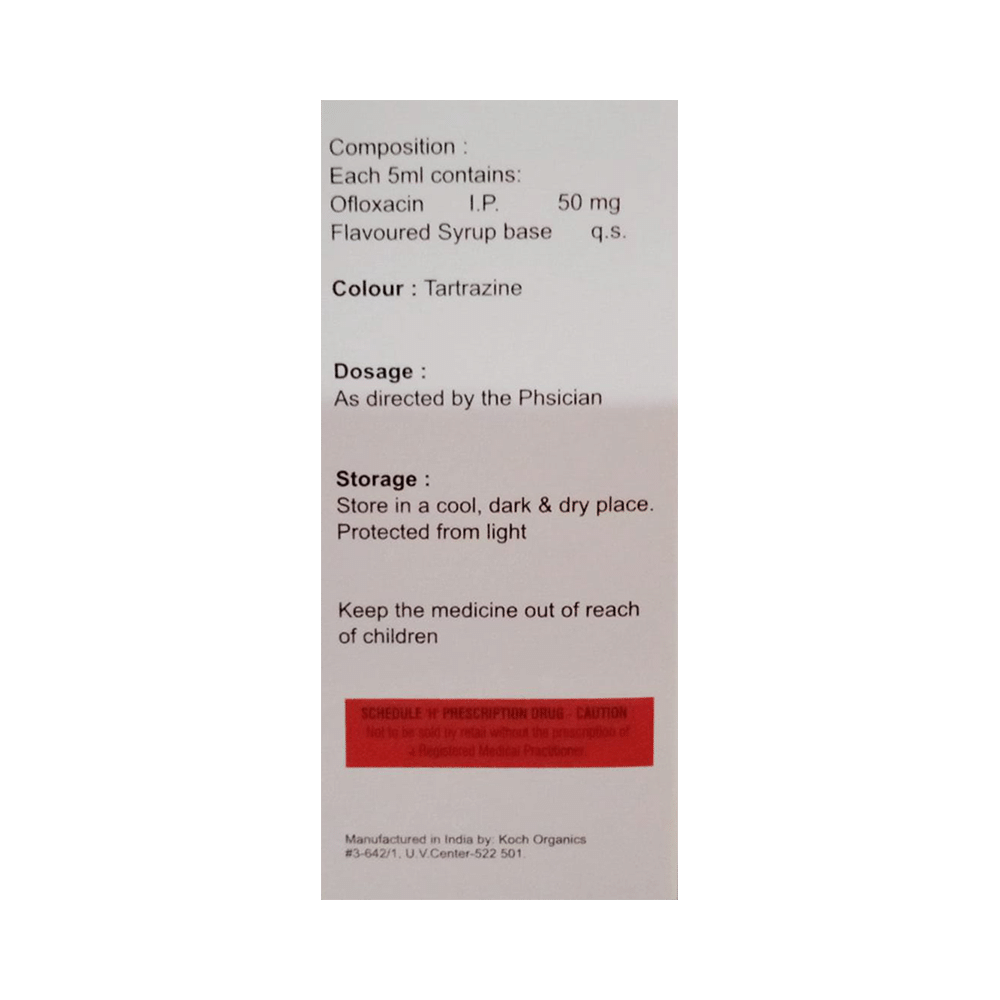 Composition :
Each 5ml contains:
Ofloxacin I.P. 50 mg
Flavoured Syrup base q.s.
Colour : Tartrazine
Dosage :
As directed by the Phsician
Storage :
Store in a cool, dark & dry place.
Protected from light
Keep the medicine out of reach
of children
SCHEDULE 'H' PRESCRIPTION DRUG - CAUTION
Not to be sold by retail without the prescription of
a Registered Medical Practitioner
Manufactured in India by: Koch Organics
#3-642/1, U.V.Center-522 501.